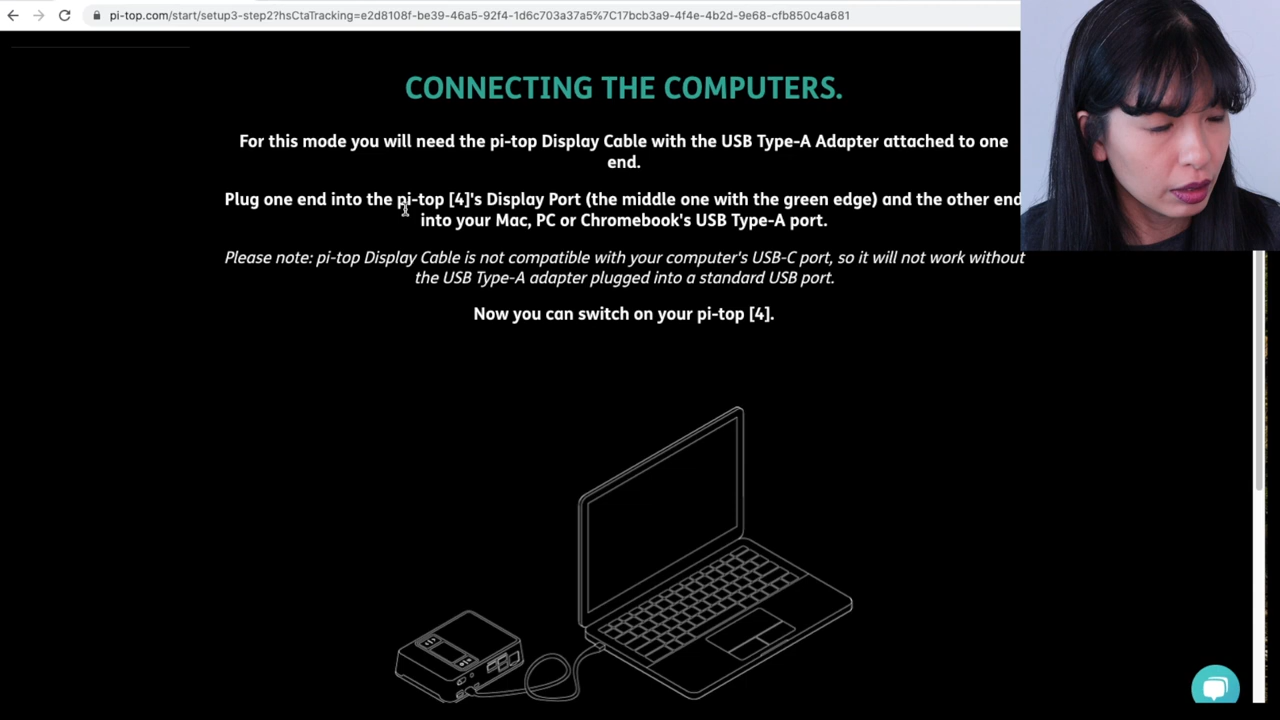 pi-top.com/start/setup3-step2?hsCtaTracking=e2d8108f-be39-46a5-92f4-1d6c703a37a5%7C17bcb3a9-4f4e-4b2d-9e68-cfb850c4a681
CONNECTING THE COMPUTERS.
For this mode you will need the pi-top Display Cable with the USB Type-A Adapter attached to one
end.
Plug one end into the pi-top [4]'s Display Port (the middle one with the green edge) and the other end
into your Mac, PC or Chromebook's USB Type-A port.
Please note: pi-top Display Cable is not compatible with your computer's USB-C port, so it will not work without
the USB Type-A adapter plugged into a standard USB port.
Now you can switch on your pi-top [4].